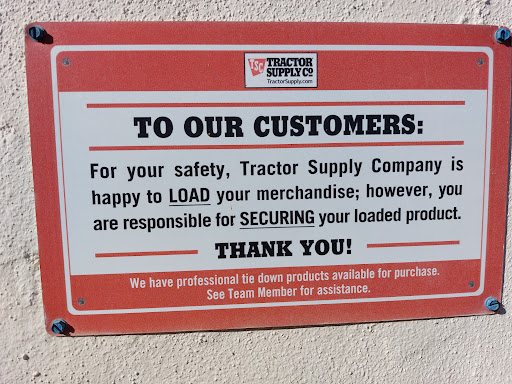 TSC TRACTOR
SUPPLY CO
TractorSupply.com
TO OUR CUSTOMERS:
For your safety, Tractor Supply Company is
happy to LOAD your merchandise; however, you
are responsible for SECURING your loaded product.
THANK YOU!
We have professional tie down products available for purchase.
See Team Member for assistance.